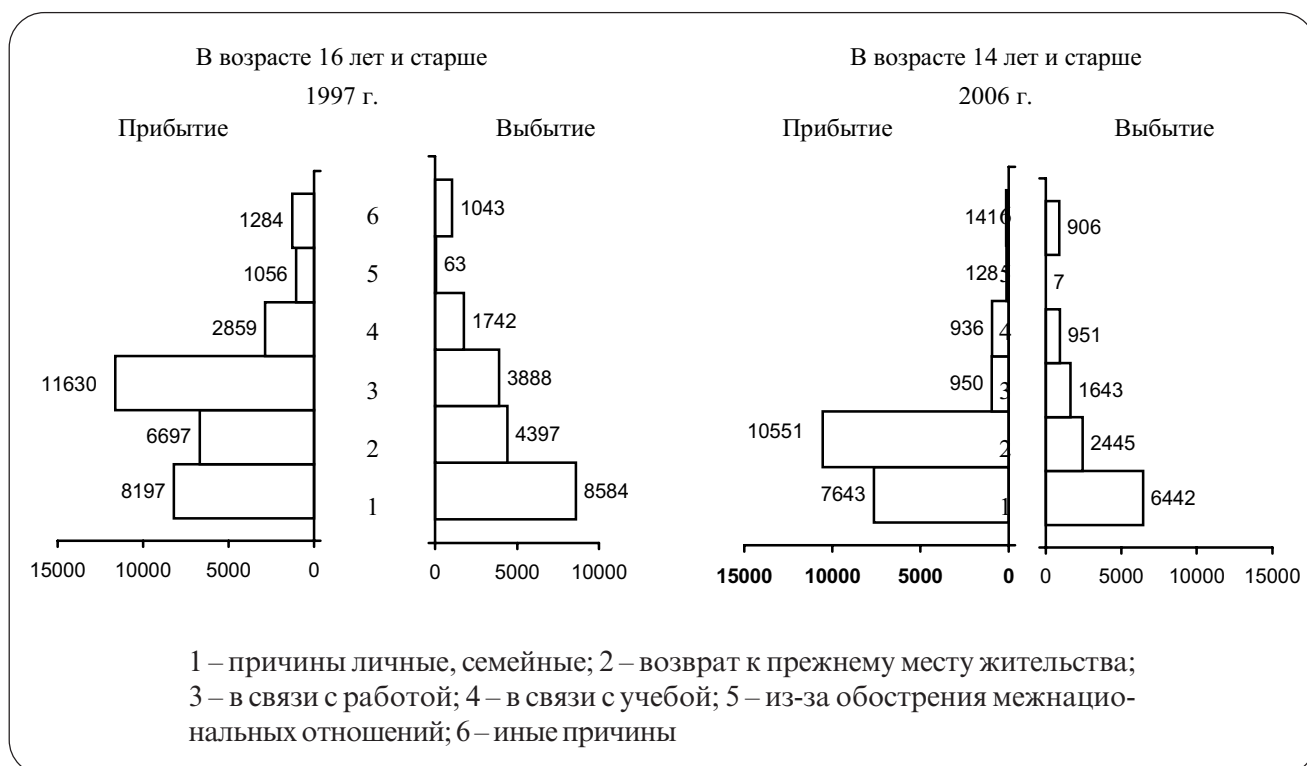 В возрасте 16 лет и старше
1997 г.
Прибытие Выбытие
1284 6 1043
1056 5 63
2859 4 1742
11630 3 3888
6697 2 4397
8197 1 8584
15000 10000 5000 0 0 5000 10000
В возрасте 14 лет и старше
2006 г.
Прибытие Выбытие
141 6 906
128 5 7
936 4 951
950 3 1643
10551 2 2445
7643 1 6442
15000 10000 5000 0 0 5000 10000 15000
1 – причины личные, семейные; 2 – возврат к прежнему месту жительства;
3 – в связи с работой; 4 – в связи с учебой; 5 – из-за обострения межнацио-
нальных отношений; 6 – иные причины